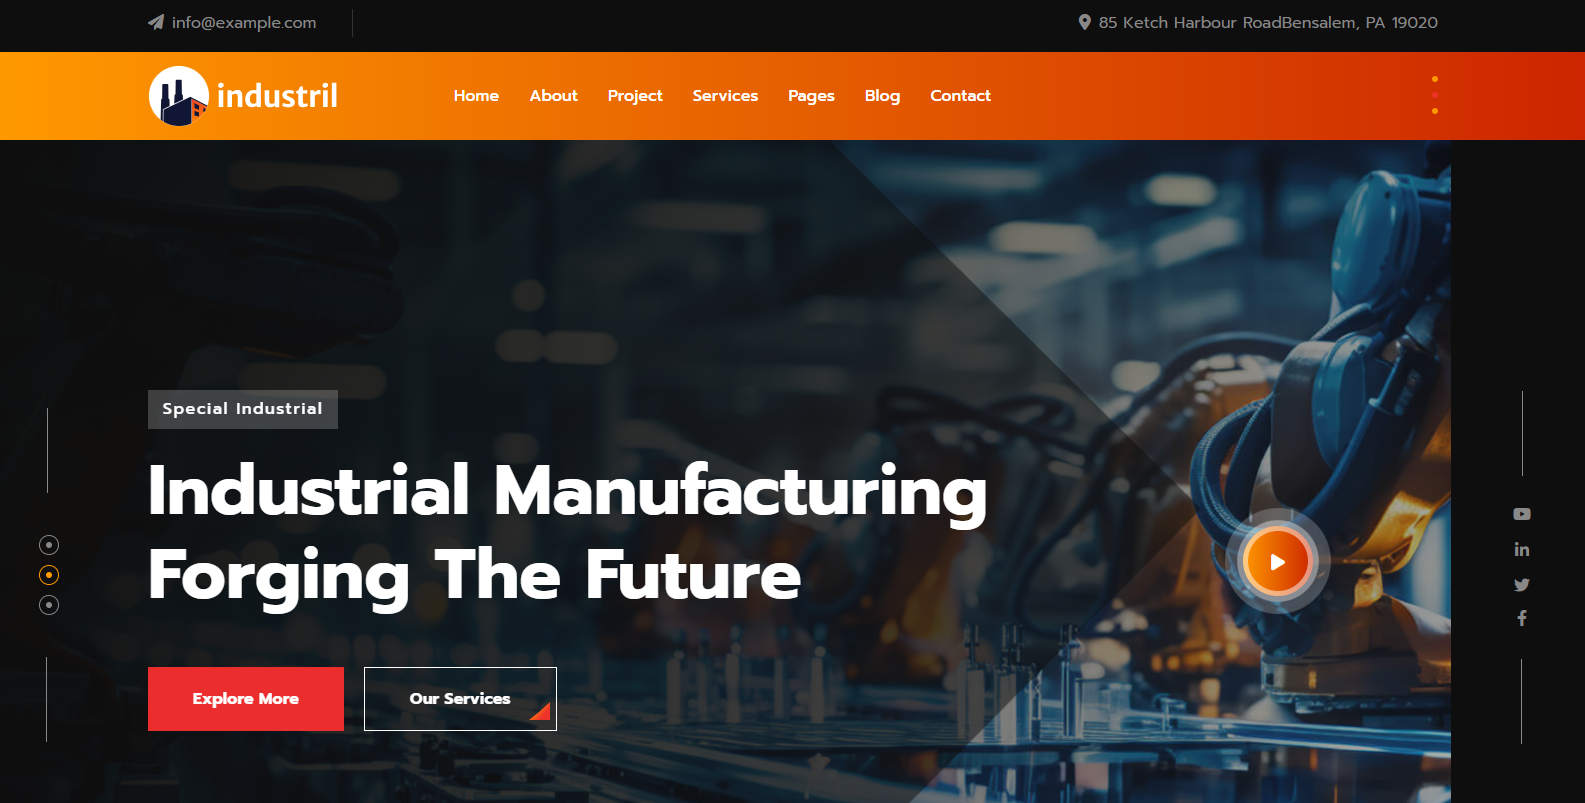 info@example.com
85 Ketch Harbour RoadBensalem, PA 19020
industril
Home About Project Services Pages Blog Contact
Special Industrial
Industrial Manufacturing
Forging The Future
Explore More
Our Services